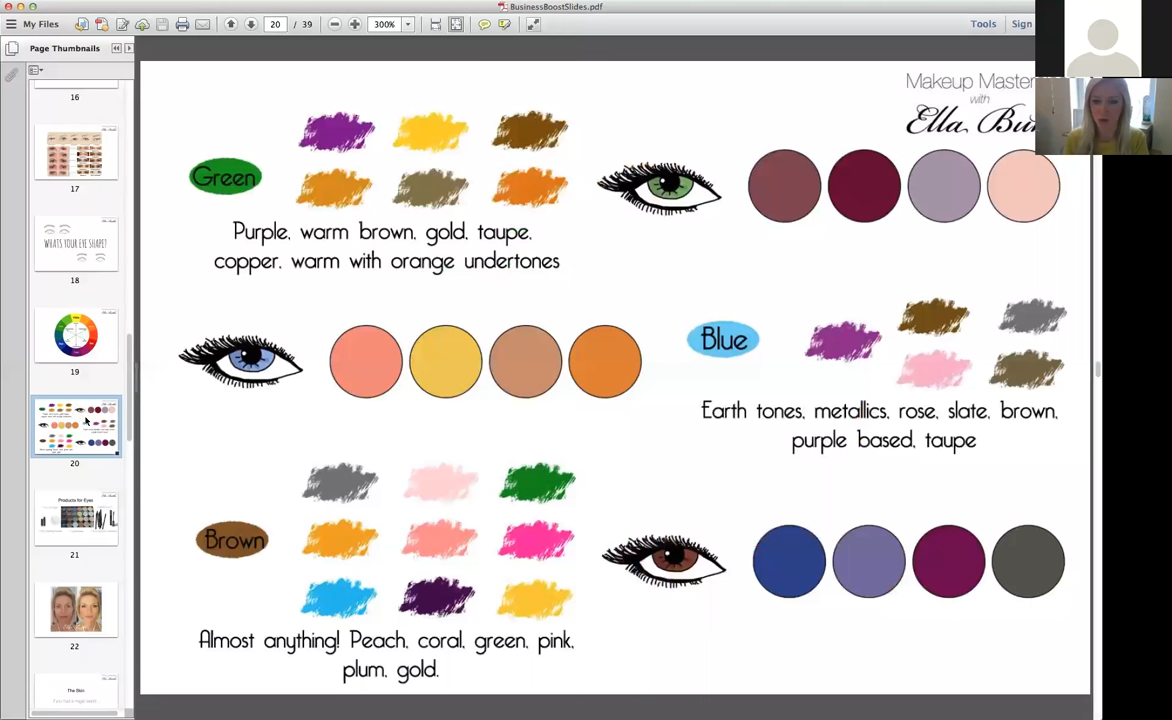 BusinessBoostSlides.pdf
My Files
20 / 39
300%
Tools
Sign
Page Thumbnails
16
17
WHATS YOUR EYE SHAPE?
18
19
20
Products for Eyes
21
22
The Skin
Makeup Master
with
Ella Bu
Green
Purple, warm brown, gold, taupe,
copper, warm with orange undertones
Blue
Earth tones, metallics, rose, slate, brown,
purple based, taupe
Brown
Almost anything! Peach, coral, green, pink,
plum, gold.